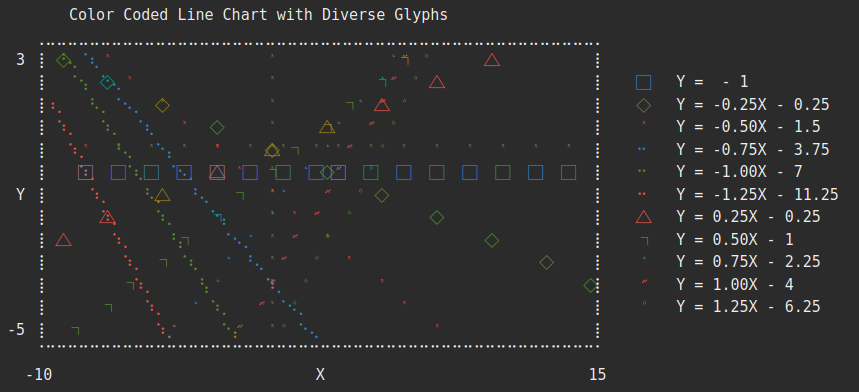 Color Coded Line Chart with Diverse Glyphs
3
Y =  - 1
Y = -0.25X - 0.25
Y = -0.50X - 1.5
Y = -0.75X - 3.75
Y = -1.00X - 7
Y
Y = -1.25X - 11.25
Y = 0.25X - 0.25
Y = 0.50X - 1
Y = 0.75X - 2.25
Y = 1.00X - 4
Y = 1.25X - 6.25
-5
-10 X 15